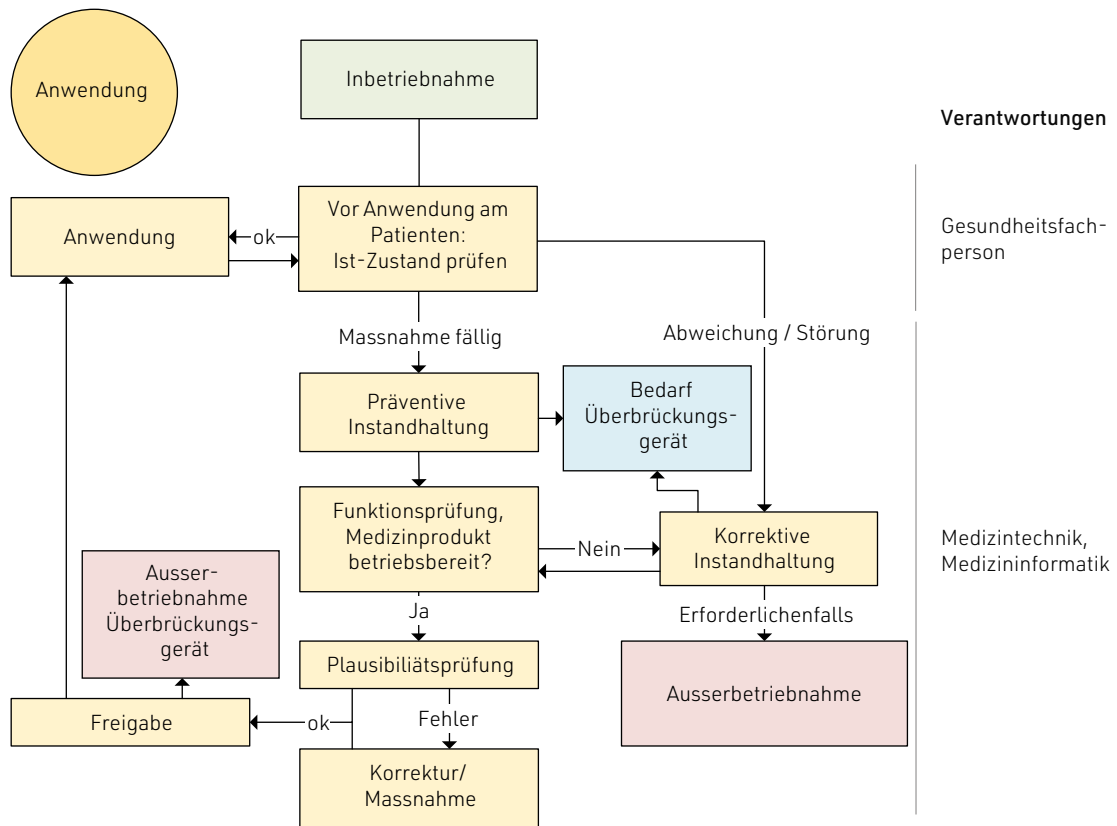 Anwendung
Inbetriebnahme
Verantwortungen
Anwendung
ok
Vor Anwendung am
Patienten:
Ist-Zustand prüfen
Gesundheitsfach-
person
Massnahme fällig
Abweichung / Störung
Präventive
Instandhaltung
Bedarf
Überbrückungs-
gerät
Funktionsprüfung,
Medizinprodukt
betriebsbereit?
Nein
Korrektive
Instandhaltung
Medizintechnik,
Medizininformatik
Ausser-
betriebnahme
Überbrückungs-
gerät
Ja
Erforderlichenfalls
Plausibiliätsprüfung
Ausserbetriebnahme
Freigabe
ok
Fehler
Korrektur/
Massnahme